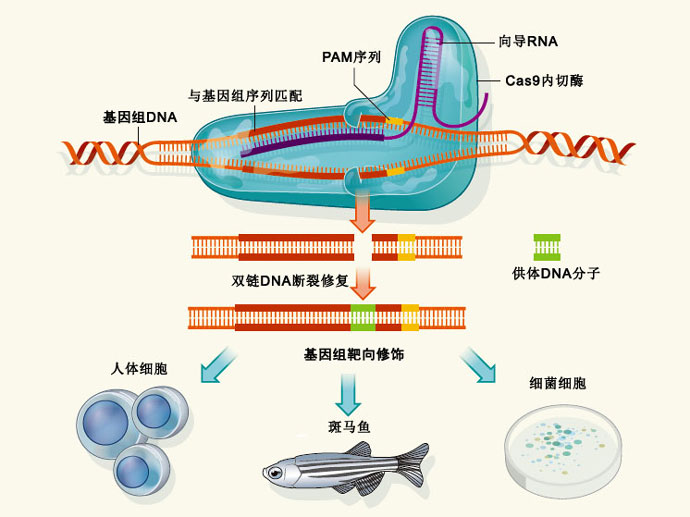 向导RNA
PAM序列
Cas9内切酶
与基因组序列匹配
基因组DNA
双链DNA断裂修复
供体DNA分子
基因组靶向修饰
人体细胞
斑马鱼
细菌细胞